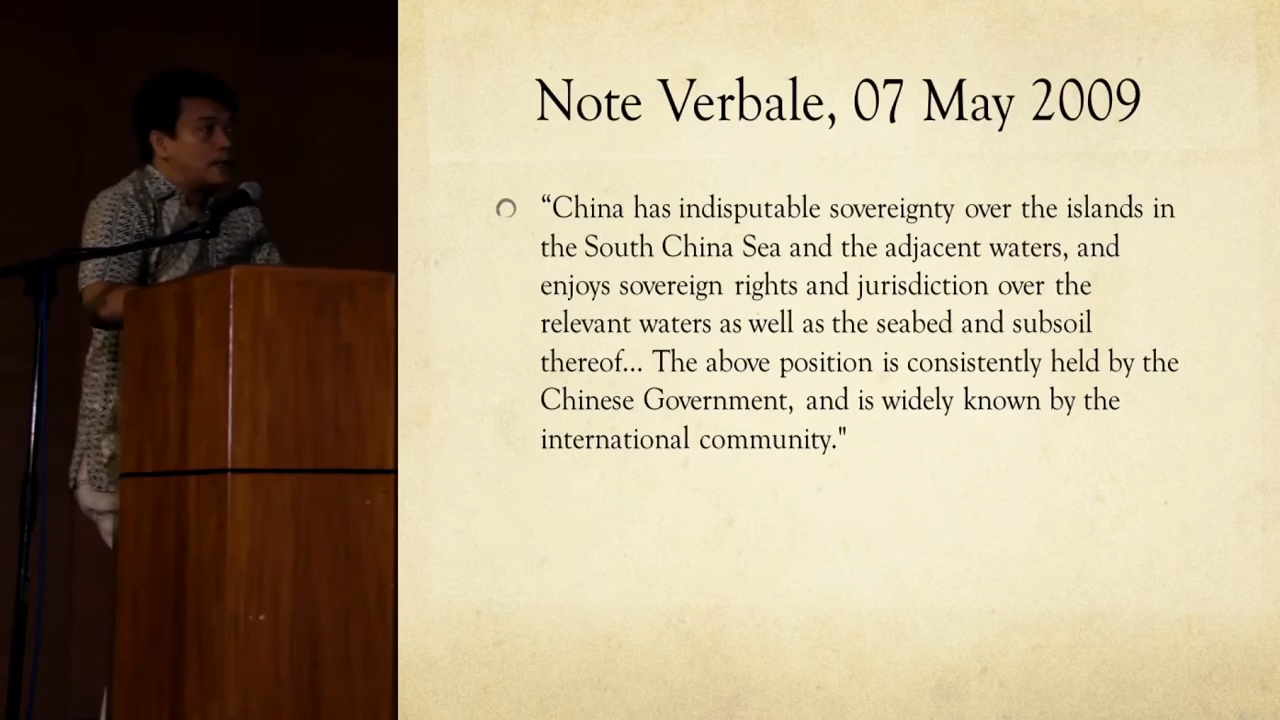 Note Verbale, 07 May 2009
“China has indisputable sovereignty over the islands in
the South China Sea and the adjacent waters, and
enjoys sovereign rights and jurisdiction over the
relevant waters as well as the seabed and subsoil
thereof... The above position is consistently held by the
Chinese Government, and is widely known by the
international community."